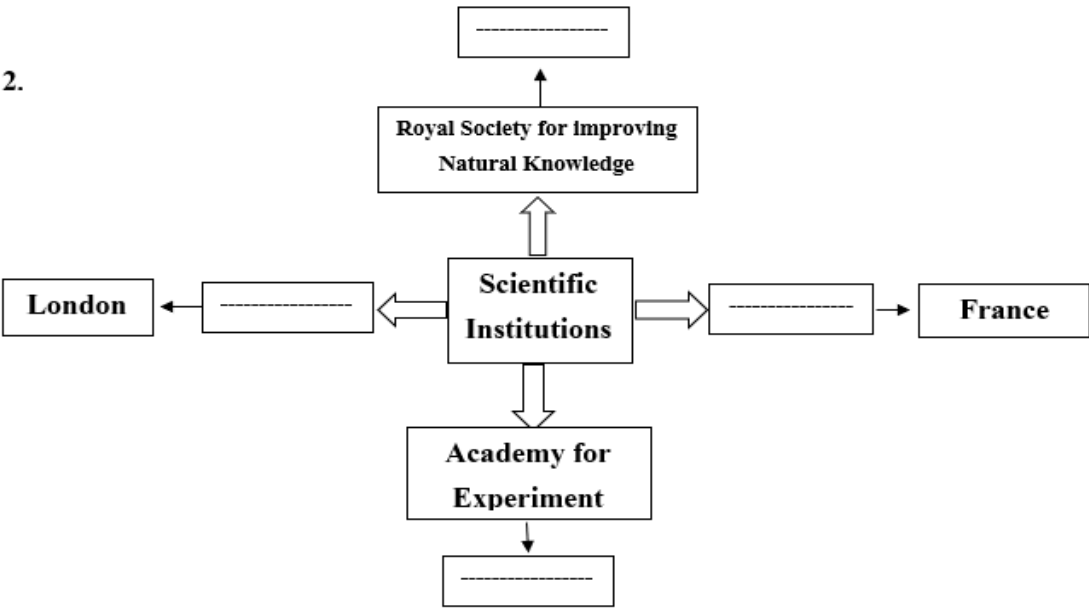 -----------------
2.
Royal Society for improving
Natural Knowledge
Scientific
Institutions
London
-----------------
----------------
France
Academy for
Experiment
-----------------